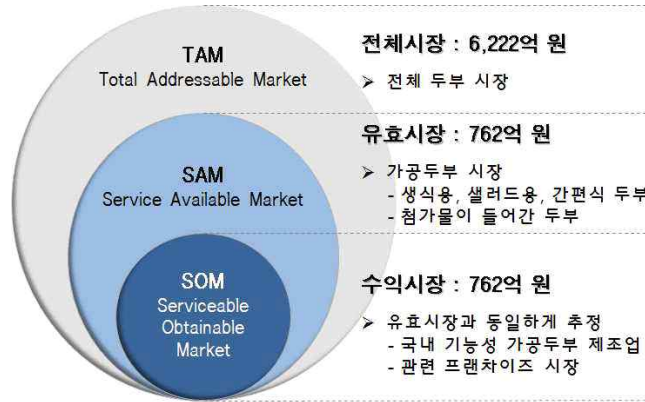 TAM
Total Addressable Market
전체시장 : 6,222억 원
➢ 전체 두부 시장
SAM
Service Available Market
유효시장 : 762억 원
➢ 가공두부 시장
- 생식용, 샐러드용, 간편식 두부
- 첨가물이 들어간 두부
SOM
Serviceable
Obtainable
Market
수익시장 : 762억 원
➢ 유효시장과 동일하게 추정
- 국내 기능성 가공두부 제조업
- 관련 프랜차이즈 시장